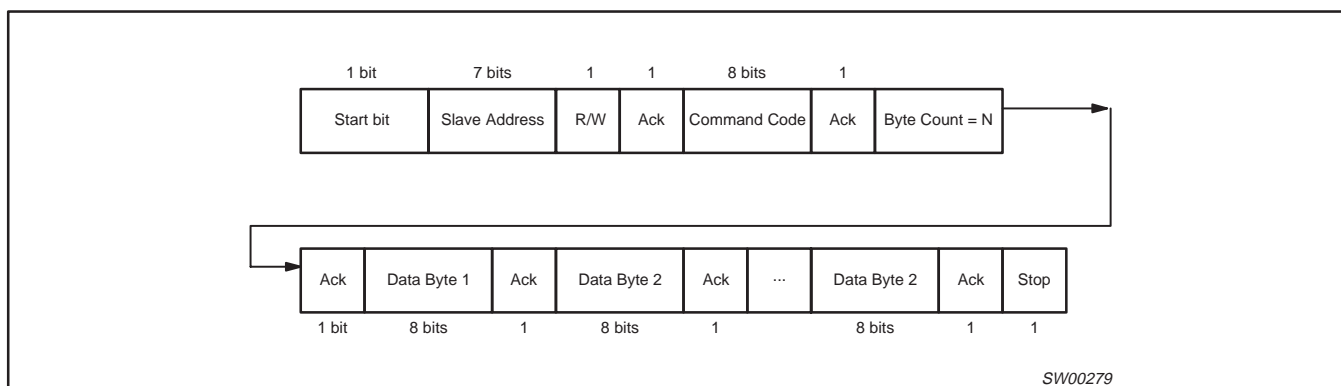 1 bit 7 bits 1 1 8 bits 1
Start bit Slave Address R/W Ack Command Code Ack Byte Count = N
Ack Data Byte 1 Ack Data Byte 2 Ack ... Data Byte 2 Ack Stop
1 bit 8 bits 1 8 bits 1 8 bits 1 1
SW00279